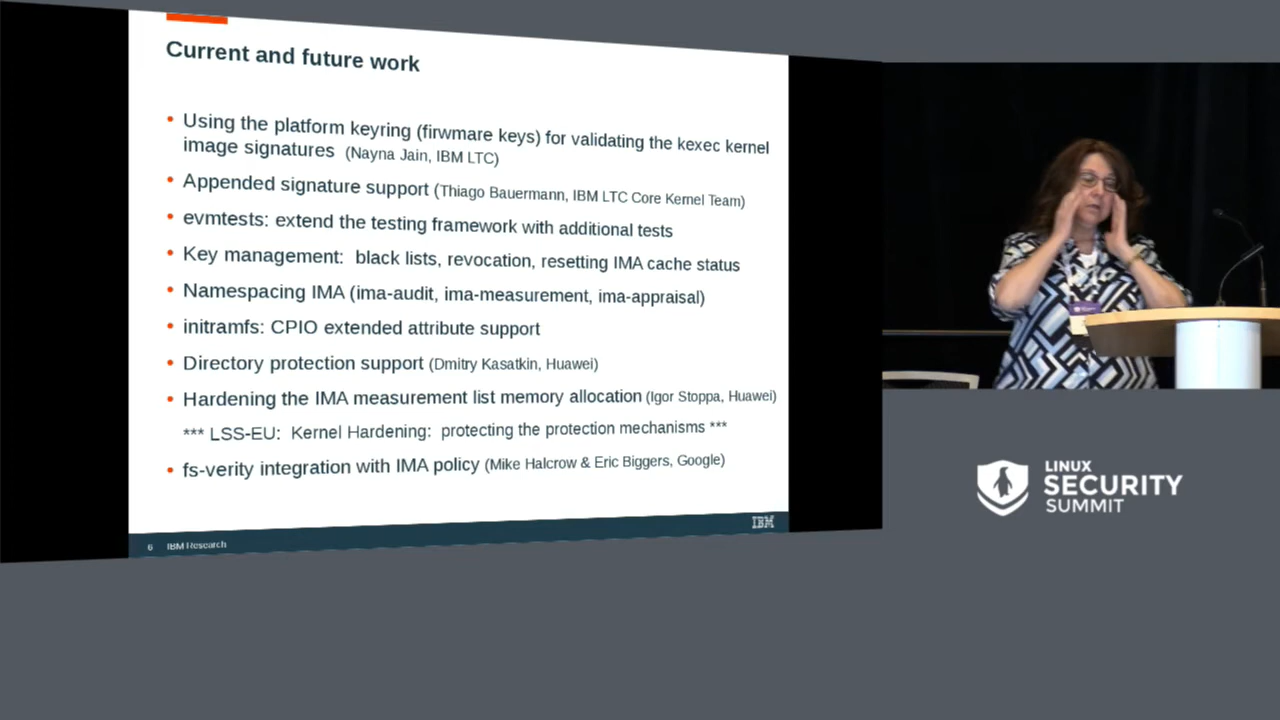 Current and future work
• Using the platform keyring (firwmare keys) for validating the kexec kernel
image signatures (Nayna Jain, IBM LTC)
• Appended signature support (Thiago Bauermann, IBM LTC Core Kernel Team)
• evmtests: extend the testing framework with additional tests
• Key management: black lists, revocation, resetting IMA cache status
• Namespacing IMA (ima-audit, ima-measurement, ima-appraisal)
• initramfs: CPIO extended attribute support
• Directory protection support (Dmitry Kasatkin, Huawei)
• Hardening the IMA measurement list memory allocation (Igor Stoppa, Huawei)
*** LSS-EU: Kernel Hardening: protecting the protection mechanisms ***
• fs-verity integration with IMA policy (Mike Halcrow & Eric Biggers, Google)
6 IBM Research
IBM
LINUX
SECURITY
SUMMIT